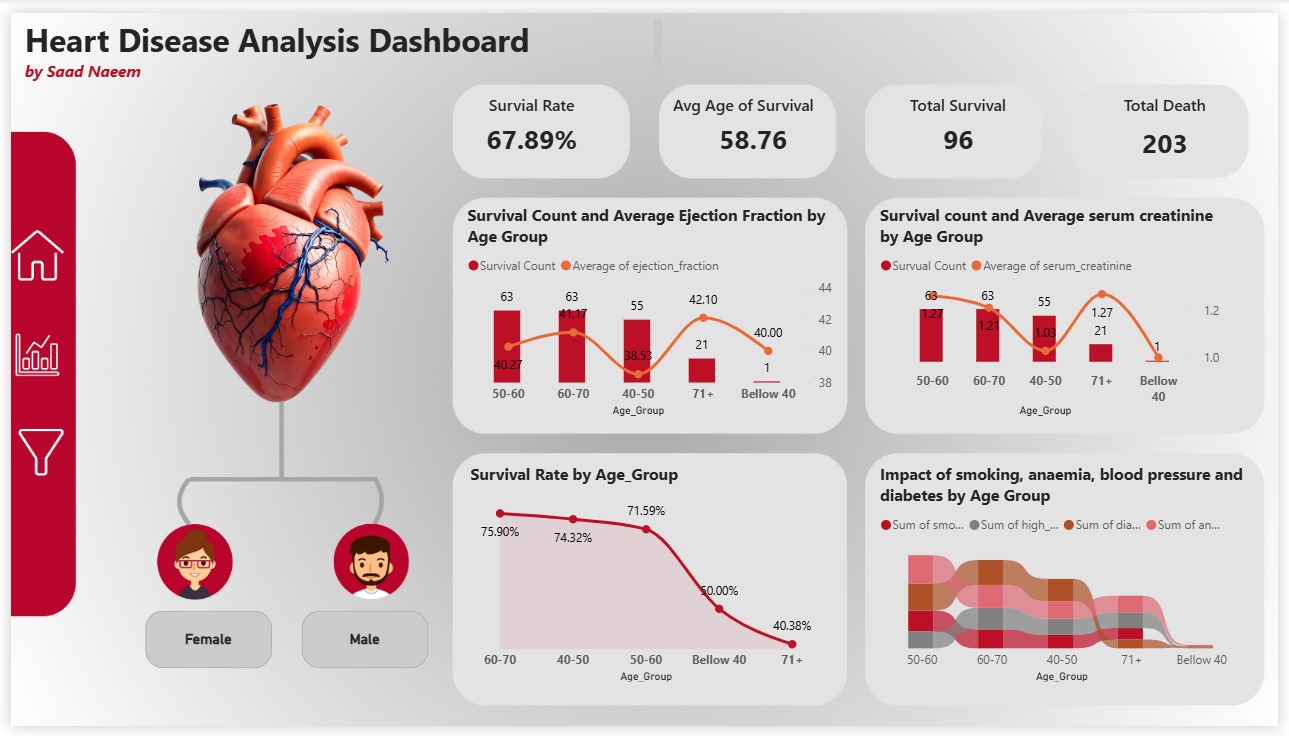 Heart Disease Analysis Dashboard
by Saad Naeem
Survial Rate
67.89%
Avg Age of Survival
58.76
Total Survival
96
Total Death
203
Survival Count and Average Ejection Fraction by
Age Group
Survival Count Average of ejection_fraction
63
63
55
42.10
21
40.00
1
40.27
41.17
38.53
44
42
40
38
50-60 60-70 40-50 71+ Bellow 40
Age_Group
Survival count and Average serum creatinine
by Age Group
Survual Count Average of serum_creatinine
63
63
55
1.27
21
1
1.27
1.21
1.03
1.2
1.0
50-60 60-70 40-50 71+ Bellow
40
Age_Group
Survival Rate by Age_Group
75.90%
74.32%
71.59%
50.00%
40.38%
60-70 40-50 50-60 Bellow 40 71+
Age_Group
Impact of smoking, anaemia, blood pressure and
diabetes by Age Group
Sum of smo... Sum of high_... Sum of dia... Sum of an...
50-60 60-70 40-50 71+ Bellow 40
Age_Group
Female
Male